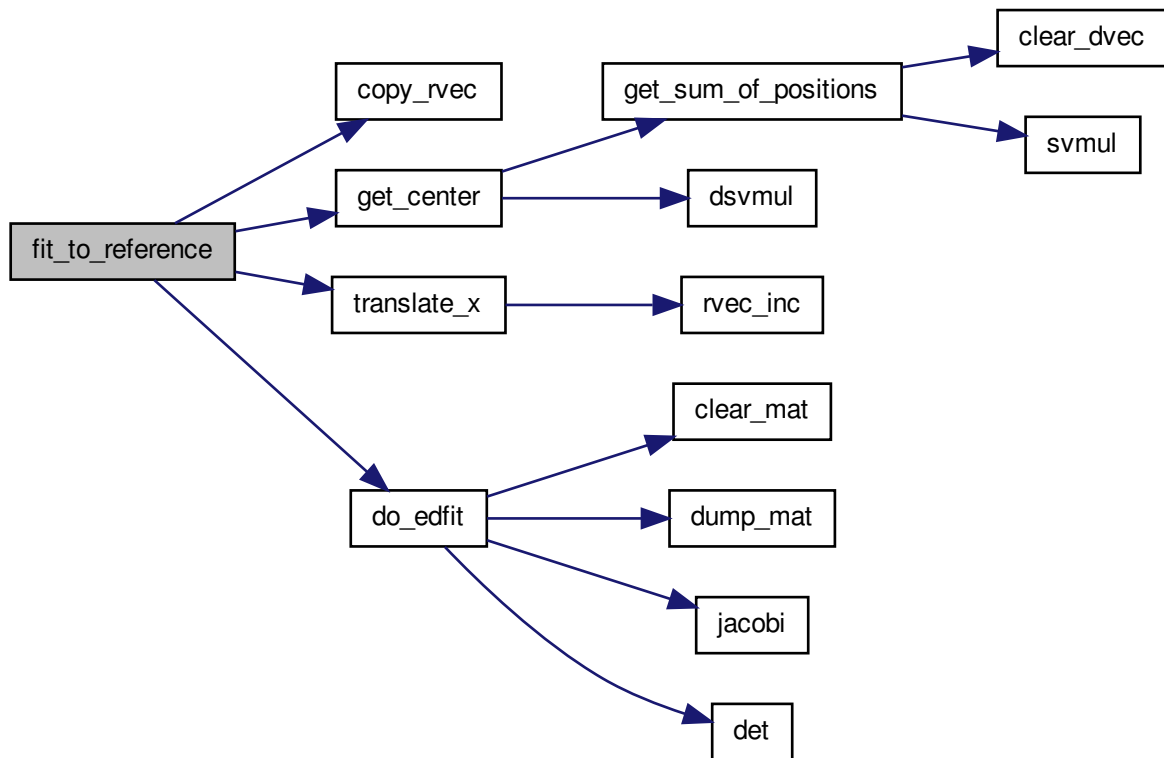 fit_to_reference
copy_rvec
get_center
translate_x
do_edfit
get_sum_of_positions
dsvmul
rvec_inc
clear_mat
dump_mat
jacobi
det
clear_dvec
svmul